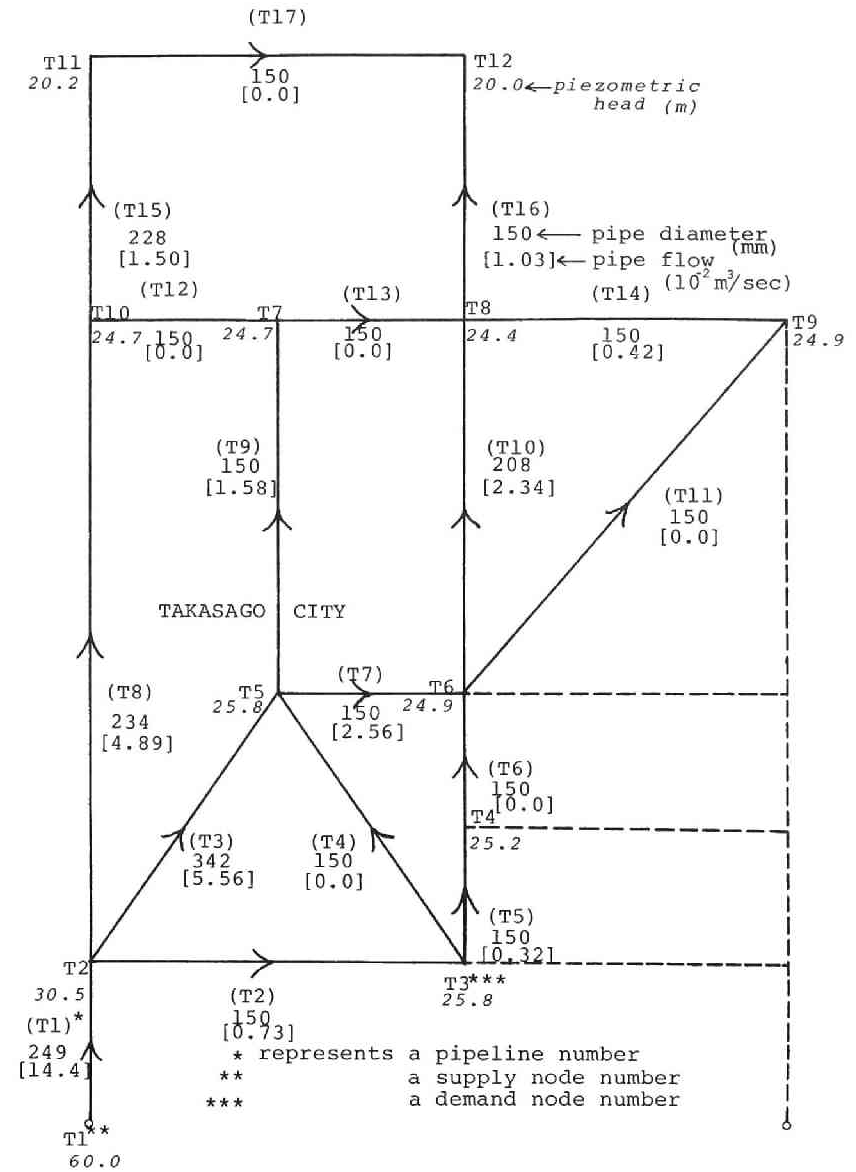 (T17)
T11
T12
20.2
150
20.0←piezometric
[0.0]
head (m)
(T15)
(T16)
228
150← pipe diameter
(mm)
[1.50]
[1.03]← pipe flow
(10⁻² m³/sec)
(T12)
(T13)
(T14)
T10
T7
T8
T9
24.7
150
24.7
150
24.4
150
24.9
[0.0]
[0.0]
[0.42]
(T9)
(T10)
150
208
[1.58]
[2.34]
(T11)
150
[0.0]
TAKASAGO CITY
(T7)
(T8)
T5
T6
25.8
150
24.9
234
[2.56]
[4.89]
(T6)
150
[0.0]
T4
(T3)
(T4)
25.2
342
150
[5.56]
[0.0]
(T5)
150
[0.32]
T2
T3***
30.5
(T2)
25.8
(T1)*
150
[0.73]
249
* represents a pipeline number
[14.4]
** a supply node number
*** a demand node number
T1**
60.0